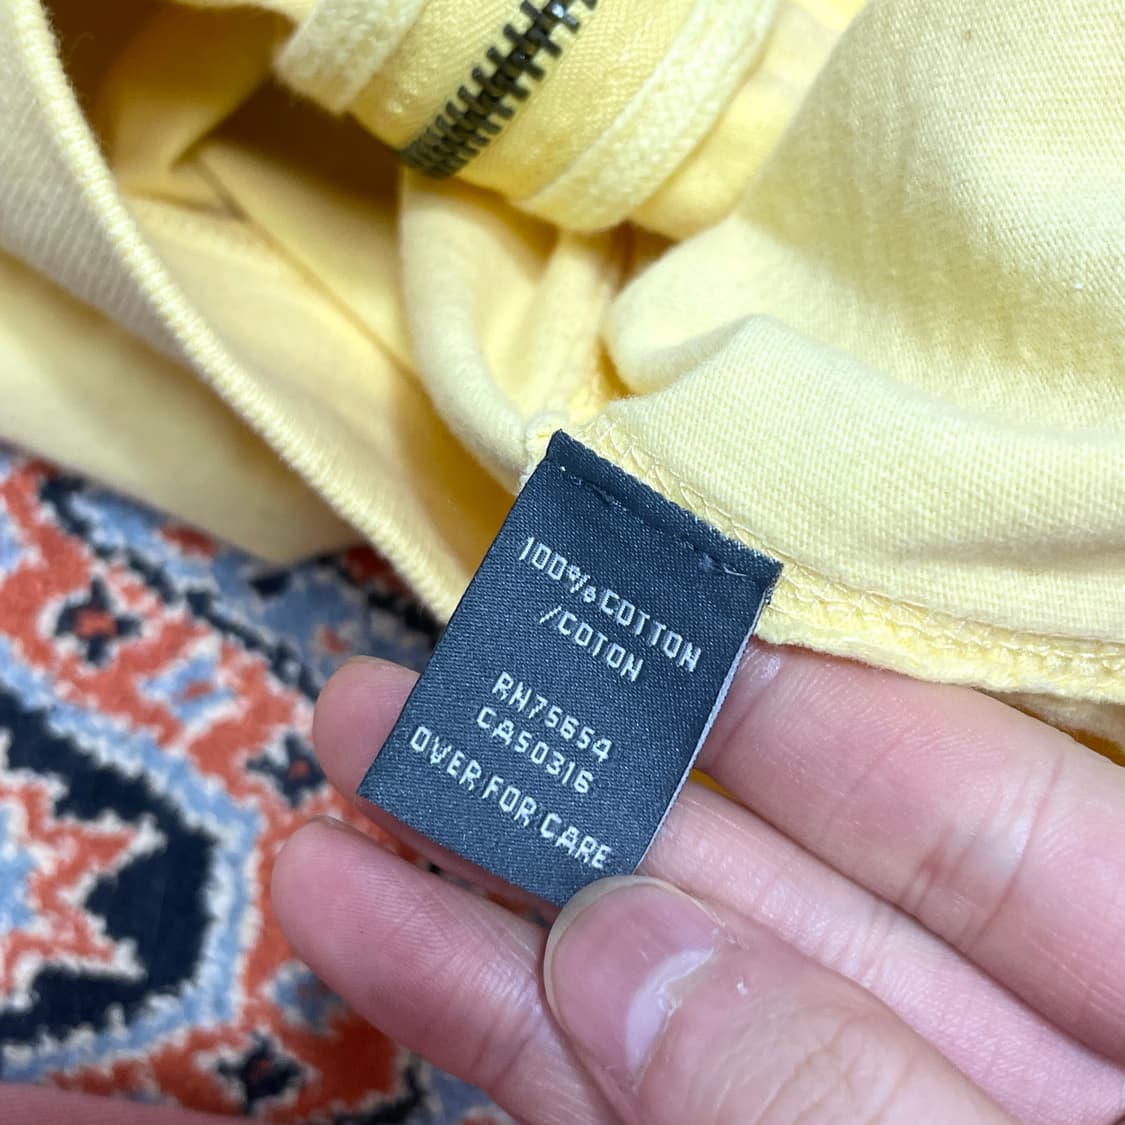 100% COTTON
/COTON
RN75654
CA50316
OVER FOR CARE